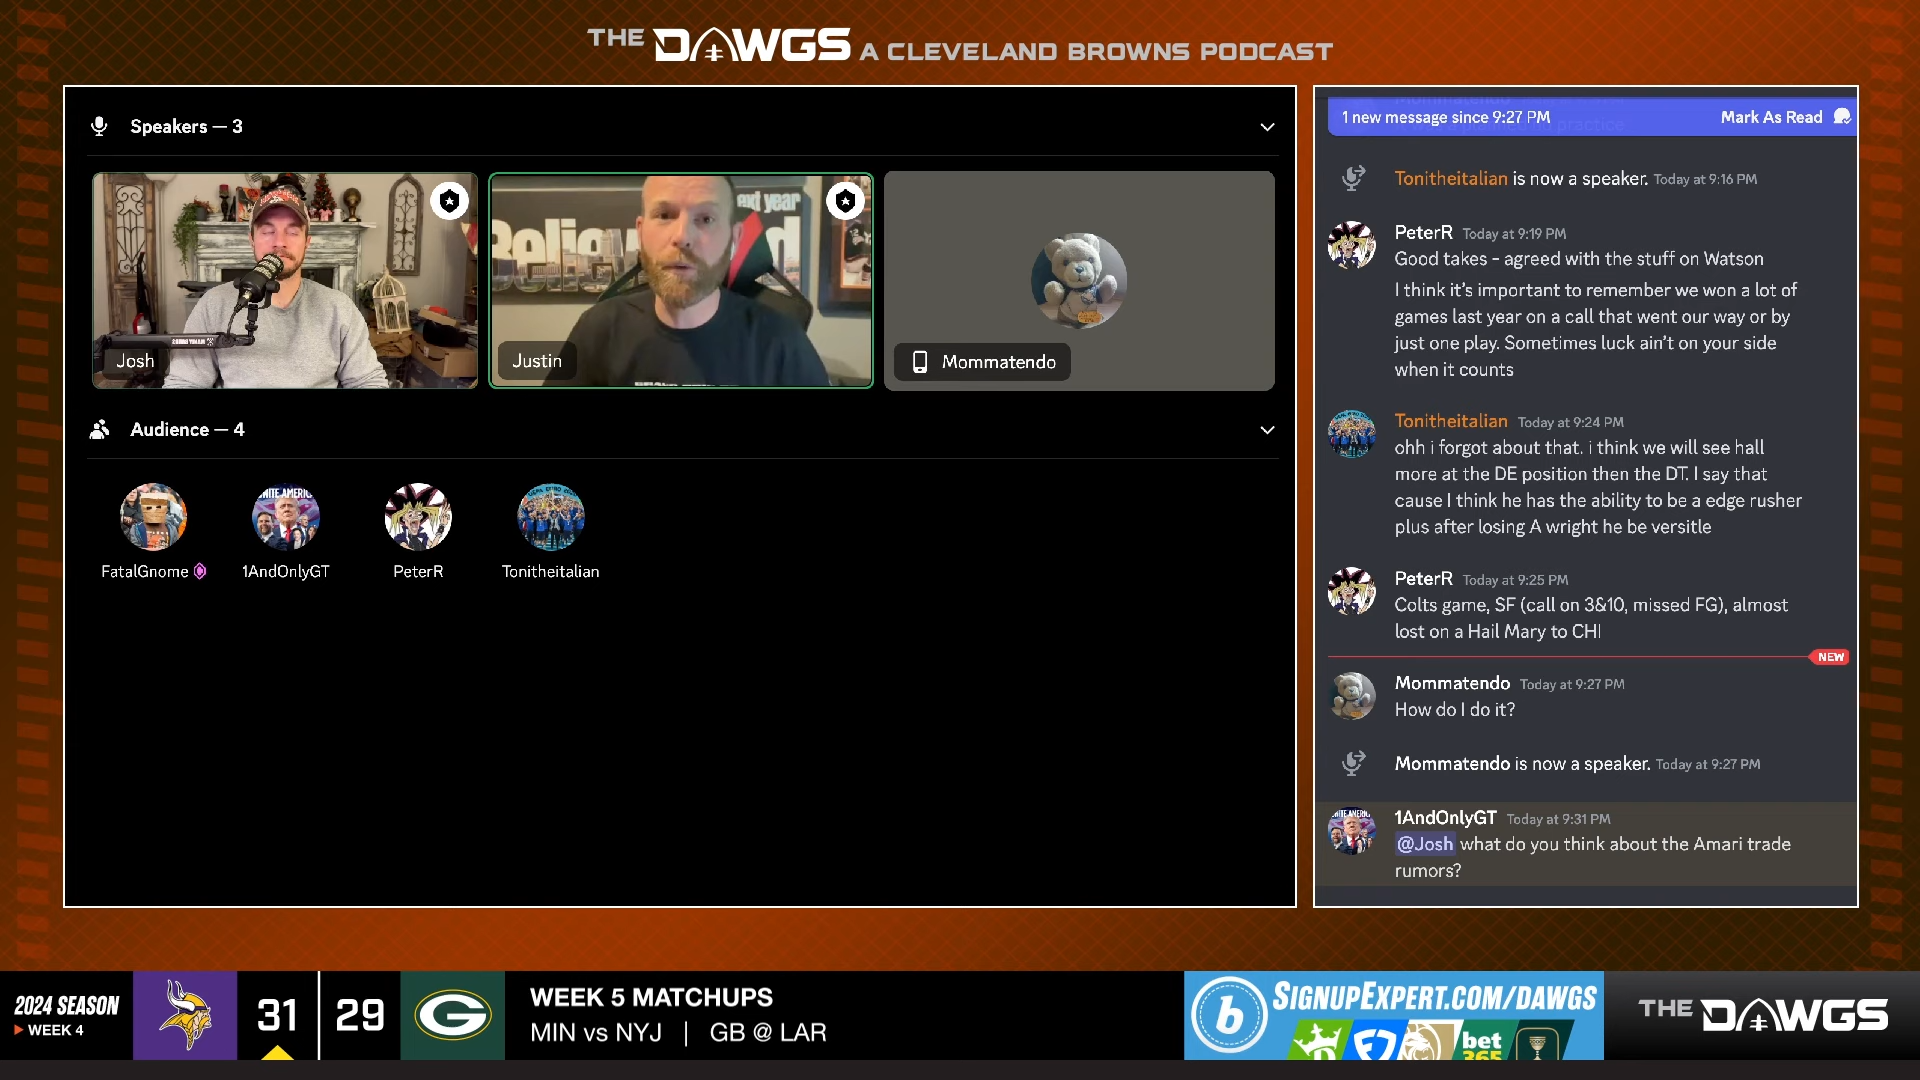 THE DAWGS A CLEVELAND BROWNS PODCAST
Speakers — 3
Josh
Justin
Mommatendo
Audience — 4
FatalGnome
1AndOnlyGT
PeterR
Tonitheitalian
1 new message since 9:27 PM Mark As Read
Tonitheitalian is now a speaker. Today at 9:16 PM
PeterR Today at 9:19 PM
Good takes - agreed with the stuff on Watson
I think it's important to remember we won a lot of
games last year on a call that went our way or by
just one play. Sometimes luck ain't on your side
when it counts
Tonitheitalian Today at 9:24 PM
ohh i forgot about that. i think we will see hall
more at the DE position then the DT. I say that
cause I think he has the ability to be a edge rusher
plus after losing A wright he be versitle
PeterR Today at 9:25 PM
Colts game, SF (call on 3&10, missed FG), almost
lost on a Hail Mary to CHI
NEW
Mommatendo Today at 9:27 PM
How do I do it?
Mommatendo is now a speaker. Today at 9:27 PM
1AndOnlyGT Today at 9:31 PM
@Josh what do you think about the Amari trade
rumors?
2024 SEASON
WEEK 4
31
29
G
WEEK 5 MATCHUPS
MIN vs NYJ | GB @ LAR
b
SIGNUPEXPERT.COM/DAWGS
bet
365
THE DAWGS